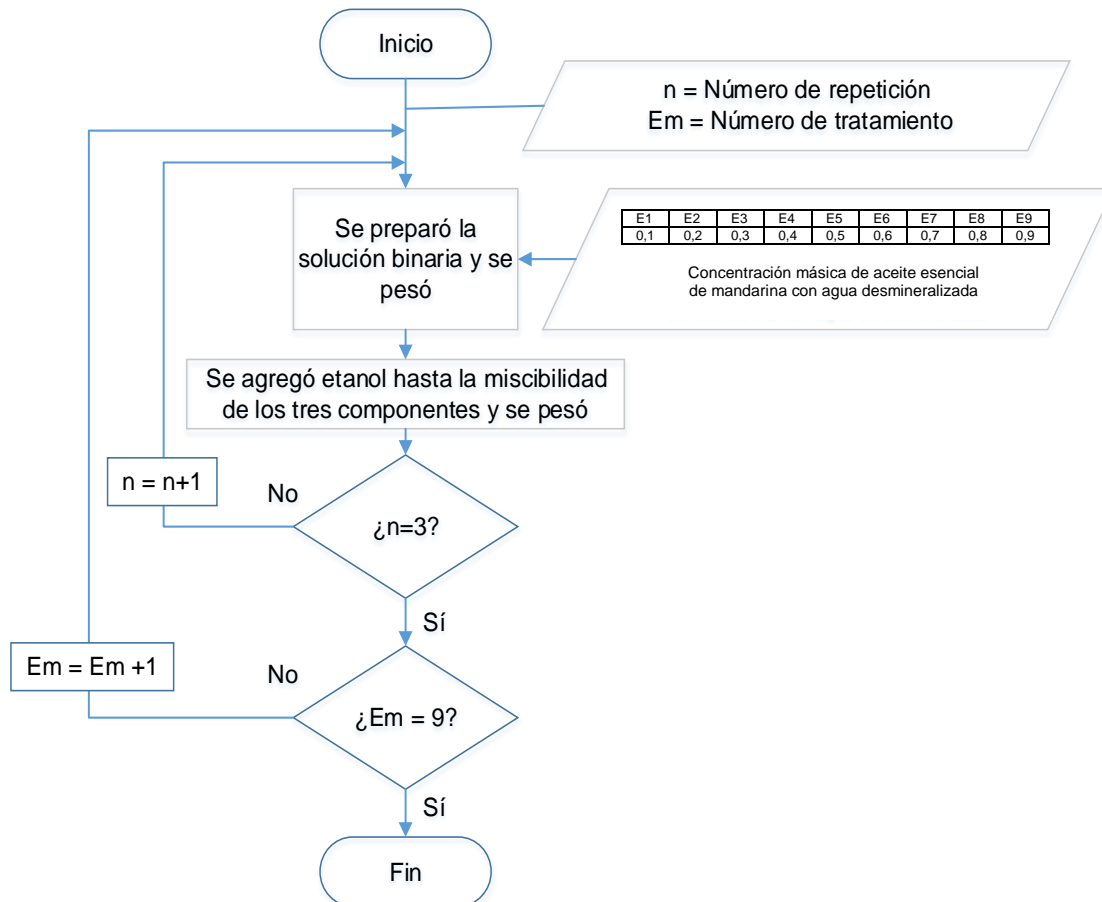 Inicio
n = Número de repetición
Em = Número de tratamiento
E1 E2 E3 E4 E5 E6 E7 E8 E9
0,1 0,2 0,3 0,4 0,5 0,6 0,7 0,8 0,9
Concentración másica de aceite esencial
de mandarina con agua desmineralizada
Se preparó la
solución binaria y se
pesó
Se agregó etanol hasta la miscibilidad
de los tres componentes y se pesó
n = n+1
No
¿n=3?
Sí
Em = Em +1
No
¿Em = 9?
Sí
Fin